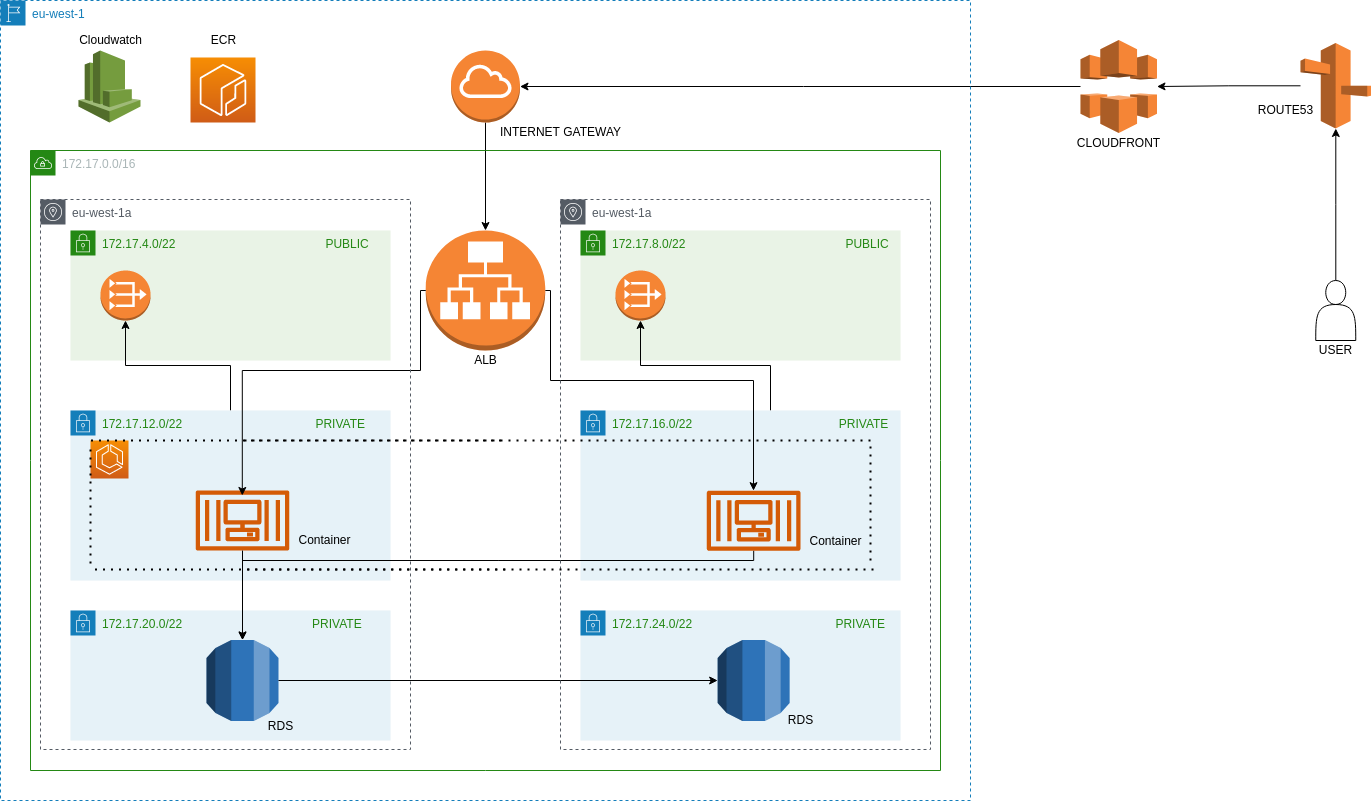 eu-west-1
Cloudwatch
ECR
INTERNET GATEWAY
CLOUDFRONT
ROUTE53
USER
172.17.0.0/16
eu-west-1a
eu-west-1a
172.17.4.0/22
PUBLIC
172.17.8.0/22
PUBLIC
ALB
172.17.12.0/22
PRIVATE
172.17.16.0/22
PRIVATE
Container
Container
172.17.20.0/22
PRIVATE
172.17.24.0/22
PRIVATE
RDS
RDS